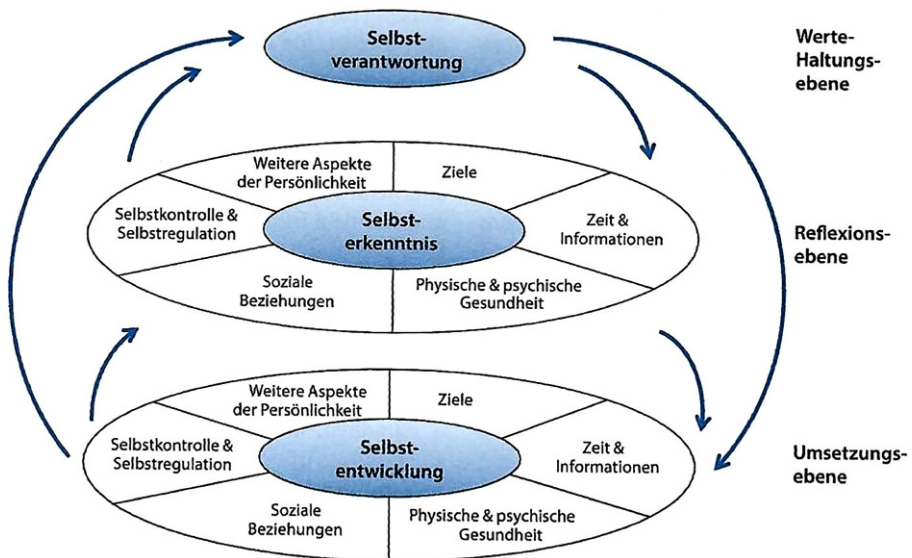 Selbst-
verantwortung
Werte-
Haltungs-
ebene
Weitere Aspekte
der Persönlichkeit
Ziele
Selbstkontrolle &
Selbstregulation
Selbst-
erkenntnis
Zeit &
Informationen
Reflexions-
ebene
Soziale
Beziehungen
Physische & psychische
Gesundheit
Weitere Aspekte
der Persönlichkeit
Ziele
Selbstkontrolle &
Selbstregulation
Selbst-
entwicklung
Zeit &
Informationen
Umsetzungs-
ebene
Soziale
Beziehungen
Physische & psychische
Gesundheit